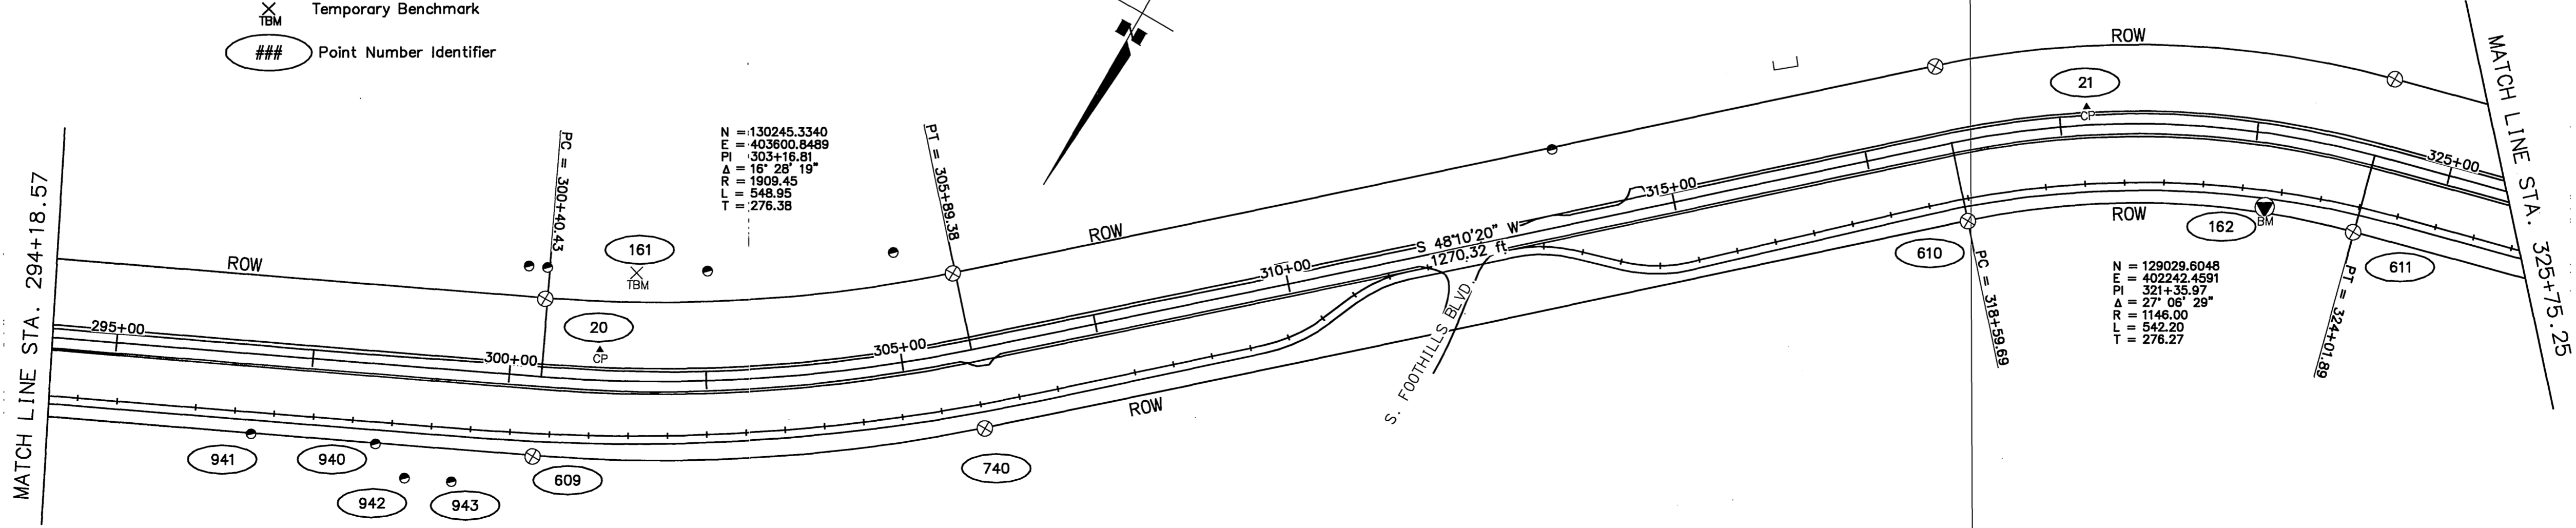 TBM Temporary Benchmark
### Point Number Identifier
MATCH LINE STA. 294+18.57
ROW
295+00
300+00
PC = 300+40.43
161
TBM
20
CP
N = 130245.3340
E = 403600.8489
PI 303+16.81
Δ = 16° 28' 19"
R = 1909.45
L = 548.95
T = 276.38
PT = 305+89.38
305+00
941
940
942
943
609
740
ROW
ROW
310+00
S 48°10'20" W
1270.32 ft
S. FOOTHILLS BLVD.
315+00
ROW
21
CP
325+00
610
PC = 318+59.69
ROW
162
BM
N = 129029.6048
E = 402242.4591
PI 321+35.97
Δ = 27° 06' 29"
R = 1146.00
L = 542.20
T = 276.27
PT = 324+01.89
611
MATCH LINE STA. 325+75.25